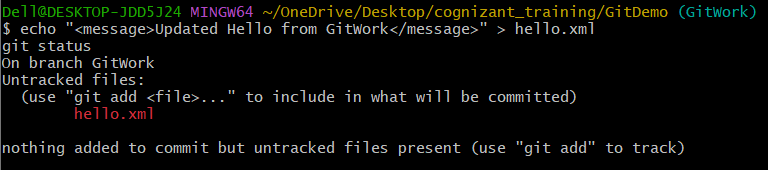 Dell@DESKTOP-JDD5J24 MINGW64 ~/OneDrive/Desktop/cognizant_training/GitDemo (GitWork)
$ echo "<message>Updated Hello from GitWork</message>" > hello.xml
git status
On branch GitWork
Untracked files:
  (use "git add <file>..." to include in what will be committed)
        hello.xml
nothing added to commit but untracked files present (use "git add" to track)